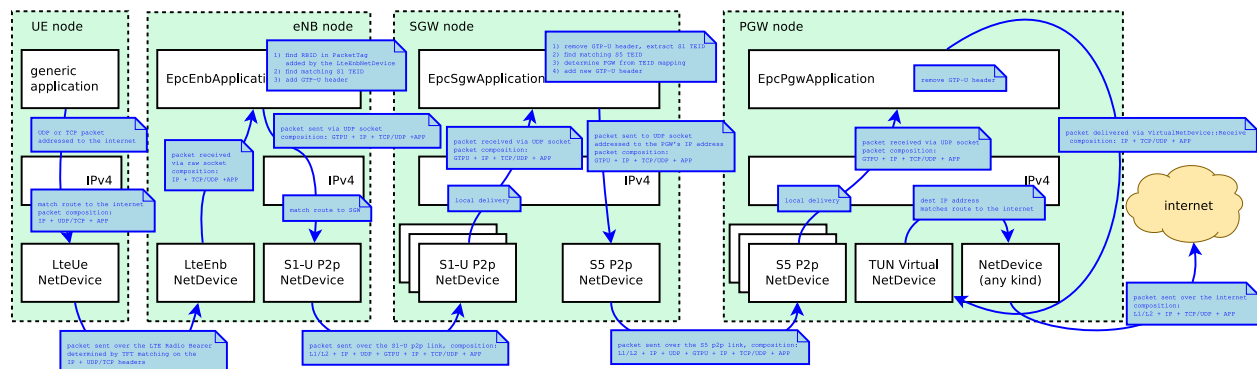 UE node
generic
application
UDP or TCP packet
addressed to the internet
IPv4
match route to the internet
packet composition:
IP + UDP/TCP + APP
LteUe
NetDevice
packet sent over the LTE Radio Bearer
determined by TFT matching on the
IP + UDP/TCP headers
eNB node
EpcEnbApplication
1) find RBID in PacketTag
added by the LteEnbNetDevice
2) find matching S1 TEID
3) add GTP-U header
packet sent via UDP socket
composition: GTPU + IP + TCP/UDP +APP
packet received
via raw socket
composition:
IP + TCP/UDP +APP
IPv4
match route to SGW
LteEnb
NetDevice
S1-U P2p
NetDevice
packet sent over the S1-U p2p link, composition:
L1/L2 + IP + UDP + GTPU + IP + TCP/UDP + APP
SGW node
EpcSgwApplication
1) remove GTP-U header, extract S1 TEID
2) find matching S5 TEID
3) determine PGW from TEID mapping
4) add new GTP-U header
packet received via UDP socket
packet composition:
GTPU + IP + TCP/UDP + APP
packet sent to UDP socket
addressed to the PGW's IP address
packet composition:
GTPU + IP + TCP/UDP + APP
IPv4
local delivery
S1-U P2p
NetDevice
S5 P2p
NetDevice
packet sent over the S5 p2p link, composition:
L1/L2 + IP + UDP + GTPU + IP + TCP/UDP + APP
PGW node
EpcPgwApplication
remove GTP-U header
packet received via UDP socket
packet composition:
GTPU + IP + TCP/UDP + APP
packet delivered via VirtualNetDevice::Receive
composition: IP + TCP/UDP + APP
IPv4
local delivery
dest IP address
matches route to the internet
S5 P2p
NetDevice
TUN Virtual
NetDevice
NetDevice
(any kind)
internet
packet sent over the internet
composition:
L1/L2 + IP + TCP/UDP + APP